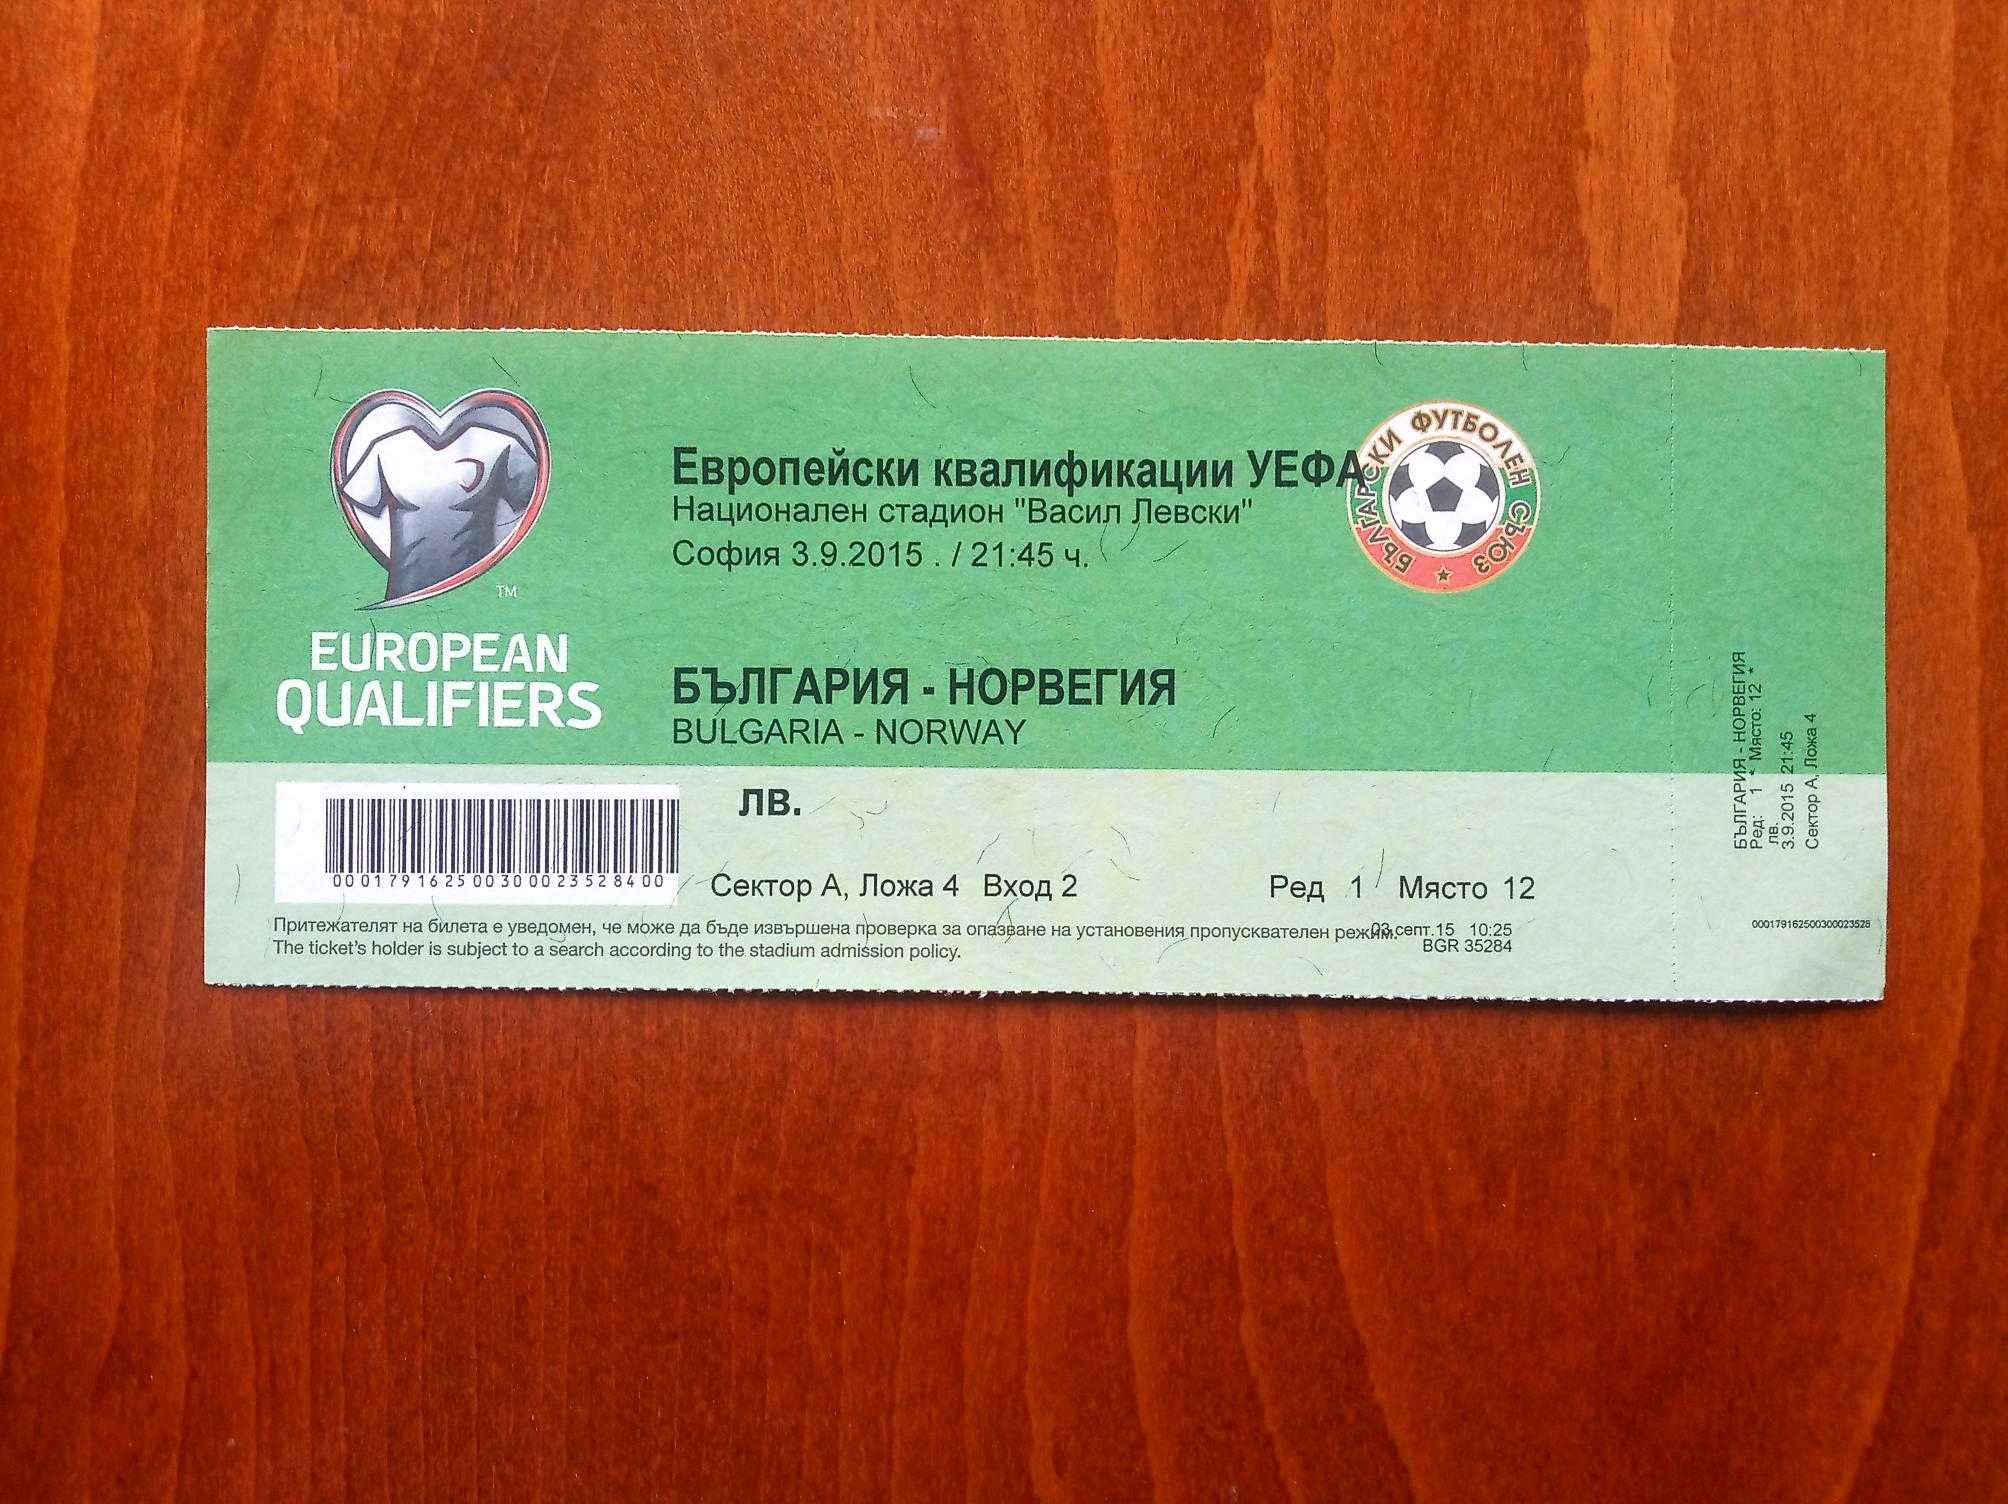 Европейски квалификации УЕФА
Национален стадион "Васил Левски"
София 3.9.2015 . / 21:45 ч.
БЪЛГАРСКИ ФУТБОЛЕН СЪЮЗ
TM
EUROPEAN
QUALIFIERS
БЪЛГАРИЯ - НОРВЕГИЯ
BULGARIA - NORWAY
лв.
000179162500300023528400
Сектор А, Ложа 4 Вход 2 Ред 1 Място 12
Притежателят на билета е уведомен, че може да бъде извършена проверка за опазване на установения пропусквателен режим.
03.септ.15 10:25
The ticket's holder is subject to a search according to the stadium admission policy.
BGR 35284
БЪЛГАРИЯ - НОРВЕГИЯ
Ред: 1 * Място: 12 *
лв.
3.9.2015 21:45
Сектор А, Ложа 4
000179162500300023528